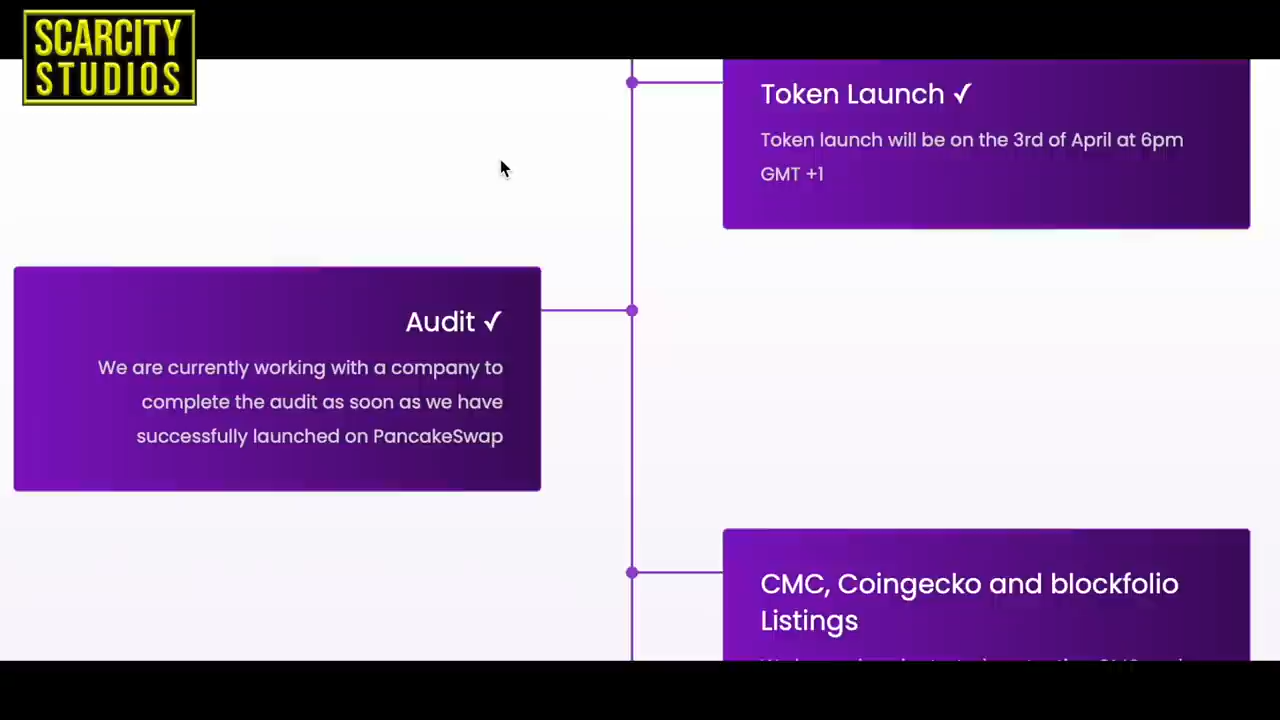 SCARCITY
STUDIOS
Token Launch ✓
Token launch will be on the 3rd of April at 6pm
GMT +1
Audit ✓
We are currently working with a company to
complete the audit as soon as we have
successfully launched on PancakeSwap
CMC, Coingecko and blockfolio
Listings